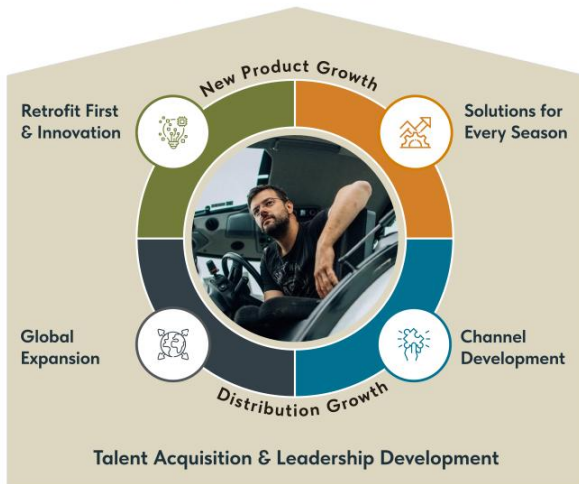 New Product Growth
Retrofit First
& Innovation
Solutions for
Every Season
Global
Expansion
Channel
Development
Distribution Growth
Talent Acquisition & Leadership Development